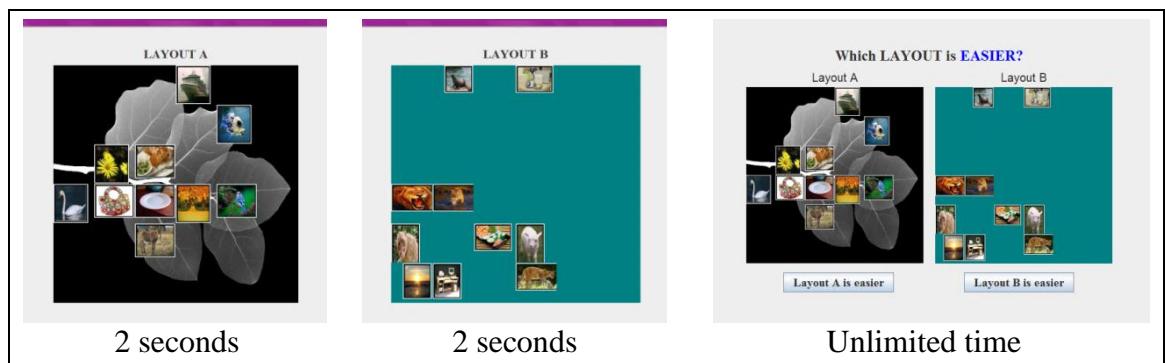 LAYOUT A
LAYOUT B
Which LAYOUT is EASIER?
Layout A
Layout B
Layout A is easier
Layout B is easier
2 seconds
2 seconds
Unlimited time